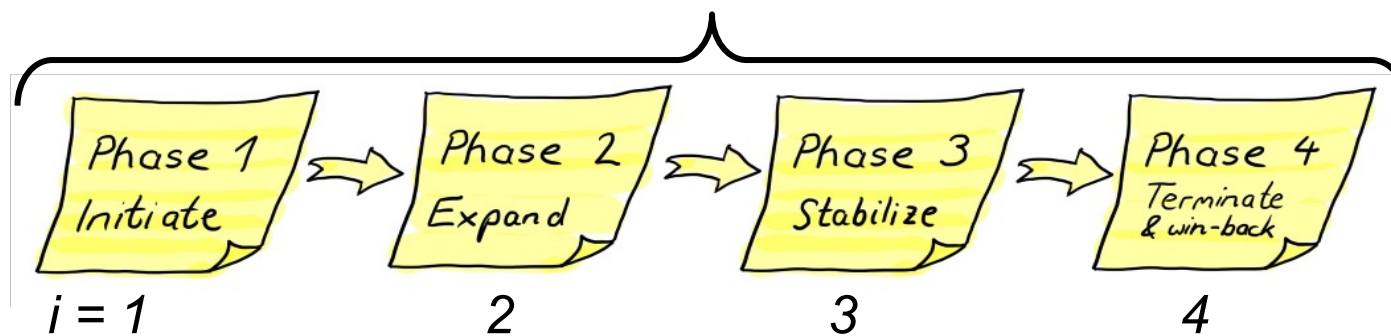 Phase 1
Initiate
Phase 2
Expand
Phase 3
Stabilize
Phase 4
Terminate
& win-back
i = 1
2
3
4